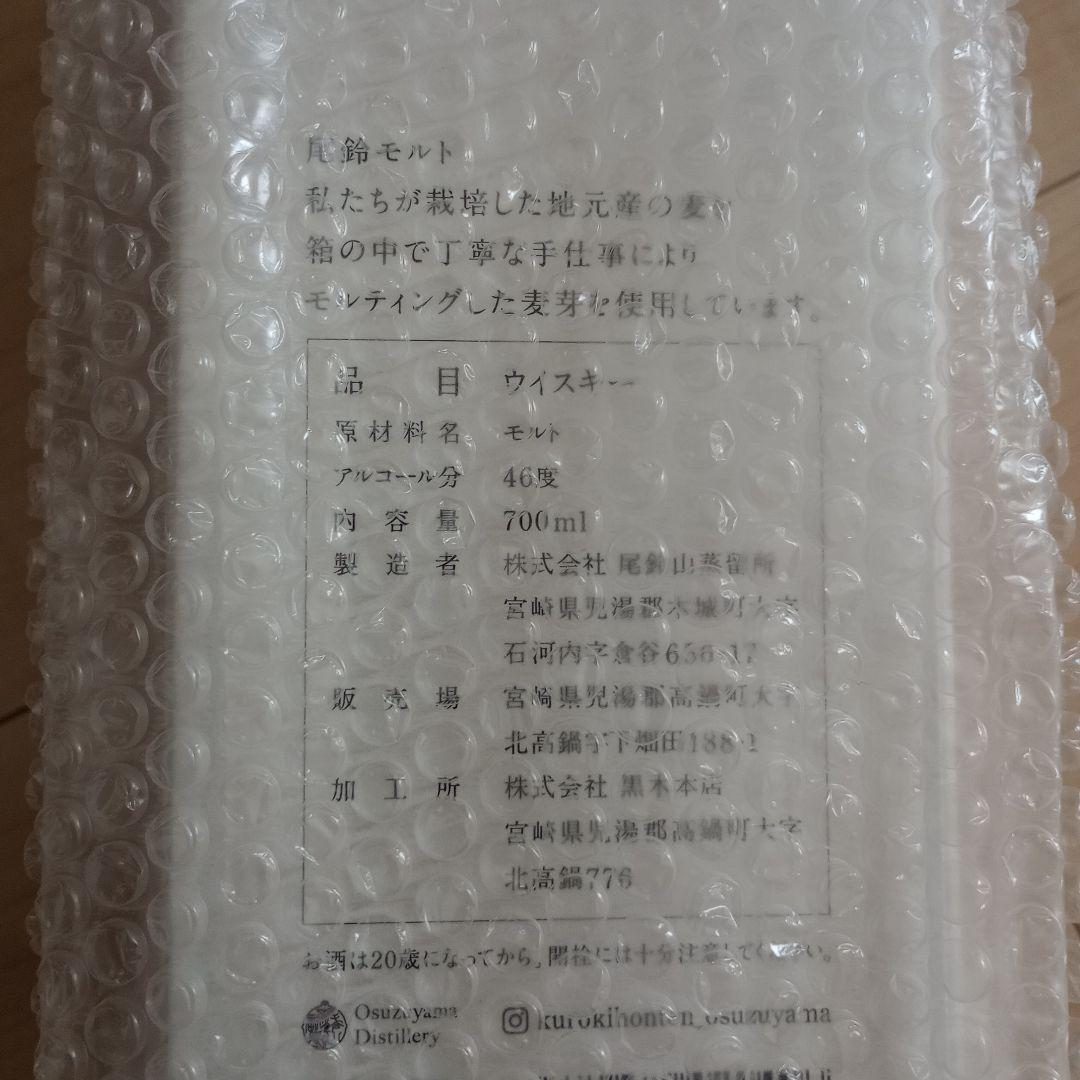 尾鈴モルト
私たちが栽培した地元産の麦を
箱の中で丁寧な手仕事により
モルティングした麦芽を使用しています。
品目 ウイスキー
原材料名 モルト
アルコール分 46度
内容量 700ml
製造者 株式会社 尾鈴山蒸留所
宮崎県児湯郡木城町大字
石河内字倉谷656-17
販売場 宮崎県児湯郡高鍋町大字
北高鍋字下畑田188-1
加工所 株式会社 黒木本店
宮崎県児湯郡高鍋町大字
北高鍋776
お酒は20歳になってから。開栓には十分注意してください。
Osuzuyama
Distillery
kurokihonten_osuzuyama